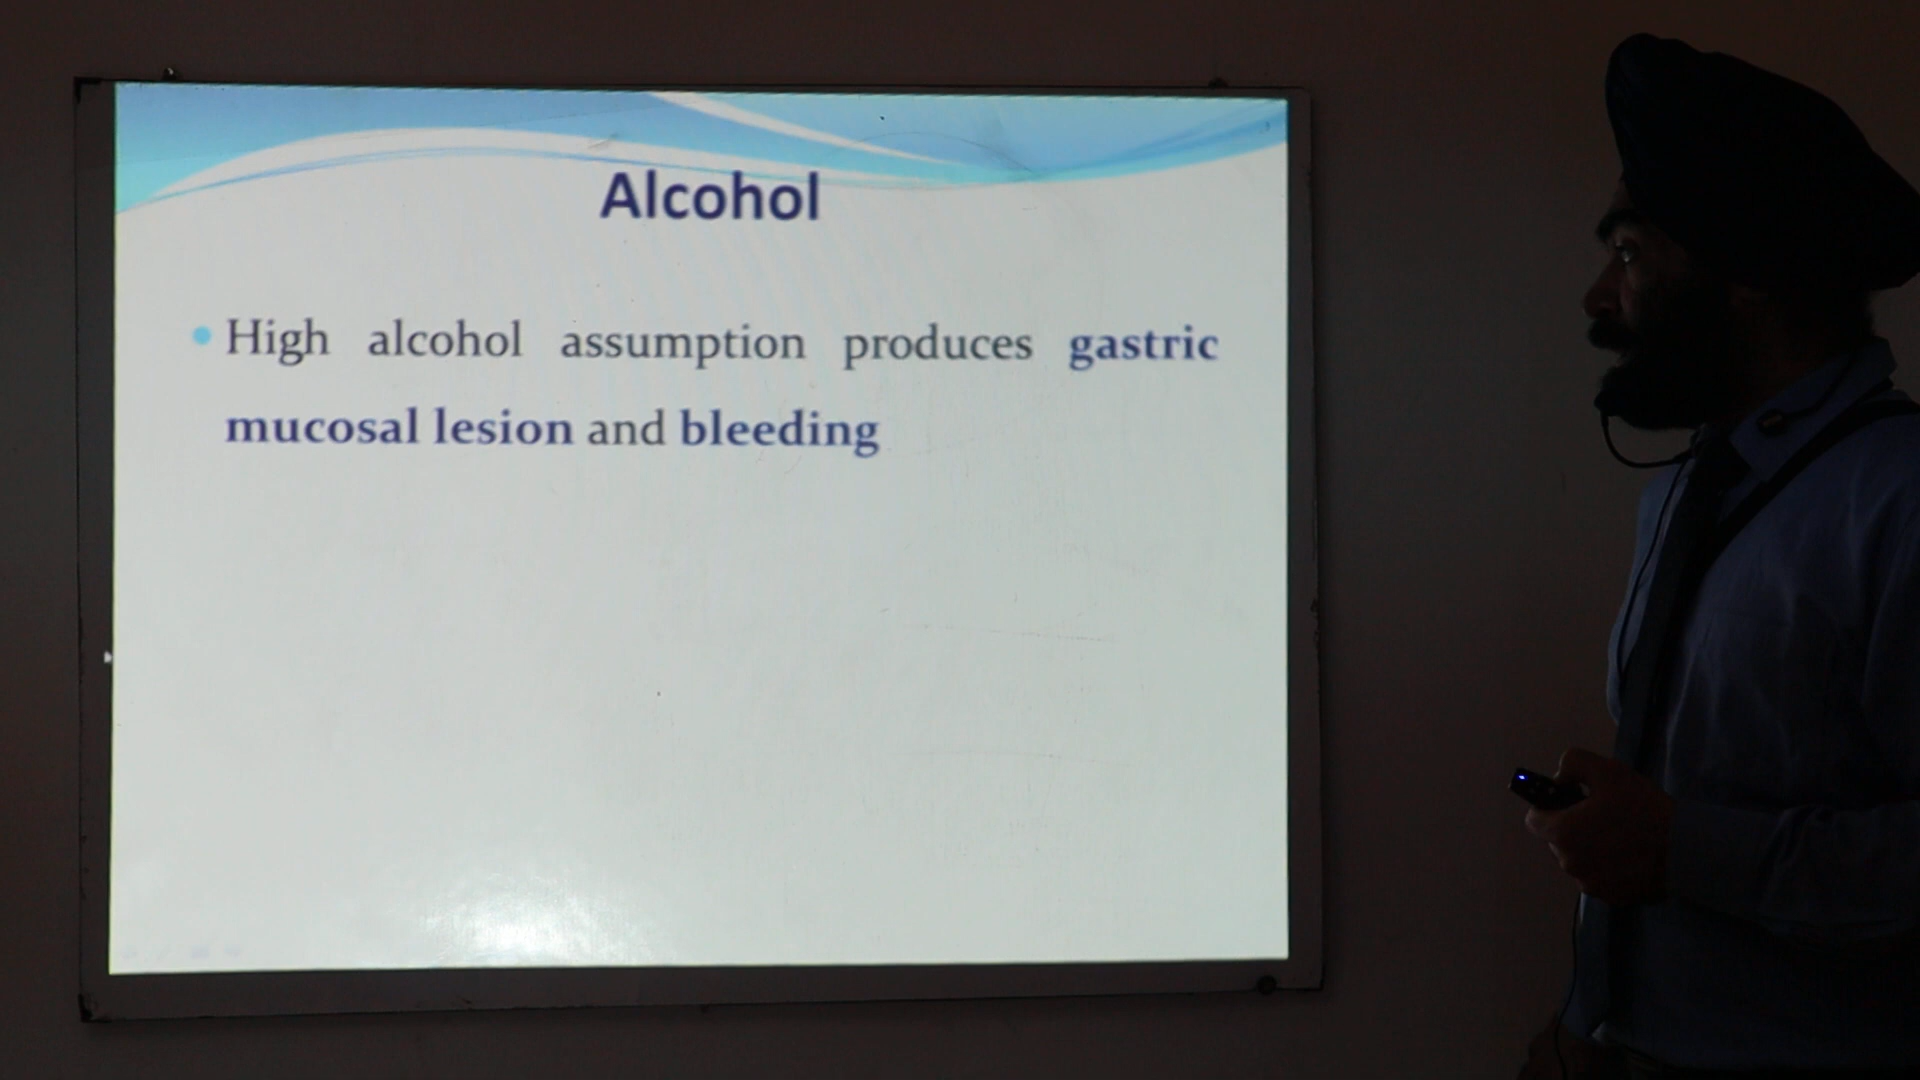 Alcohol
• High alcohol assumption produces gastric
mucosal lesion and bleeding